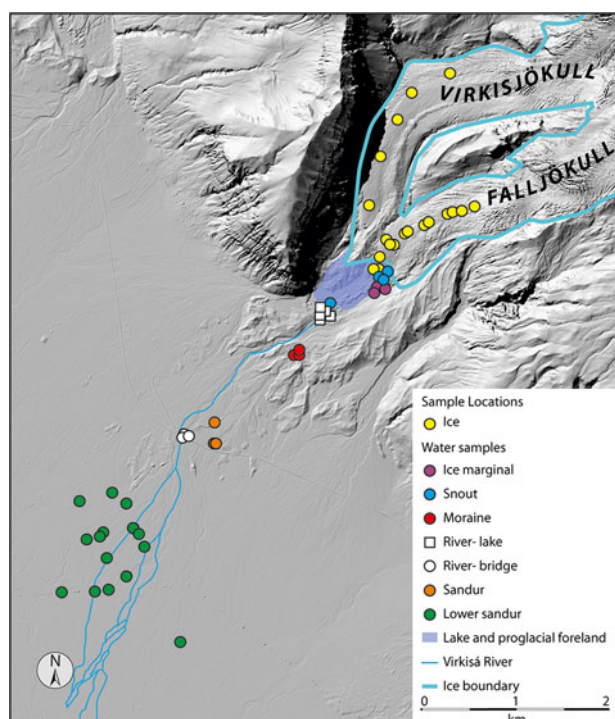 VIRKISJÖKULL
FALLJÖKULL
Sample Locations
Ice
Water samples
Ice marginal
Snout
Moraine
River- lake
River- bridge
Sandur
Lower sandur
Lake and proglacial foreland
Virkisá River
Ice boundary
N
0 1 2
km